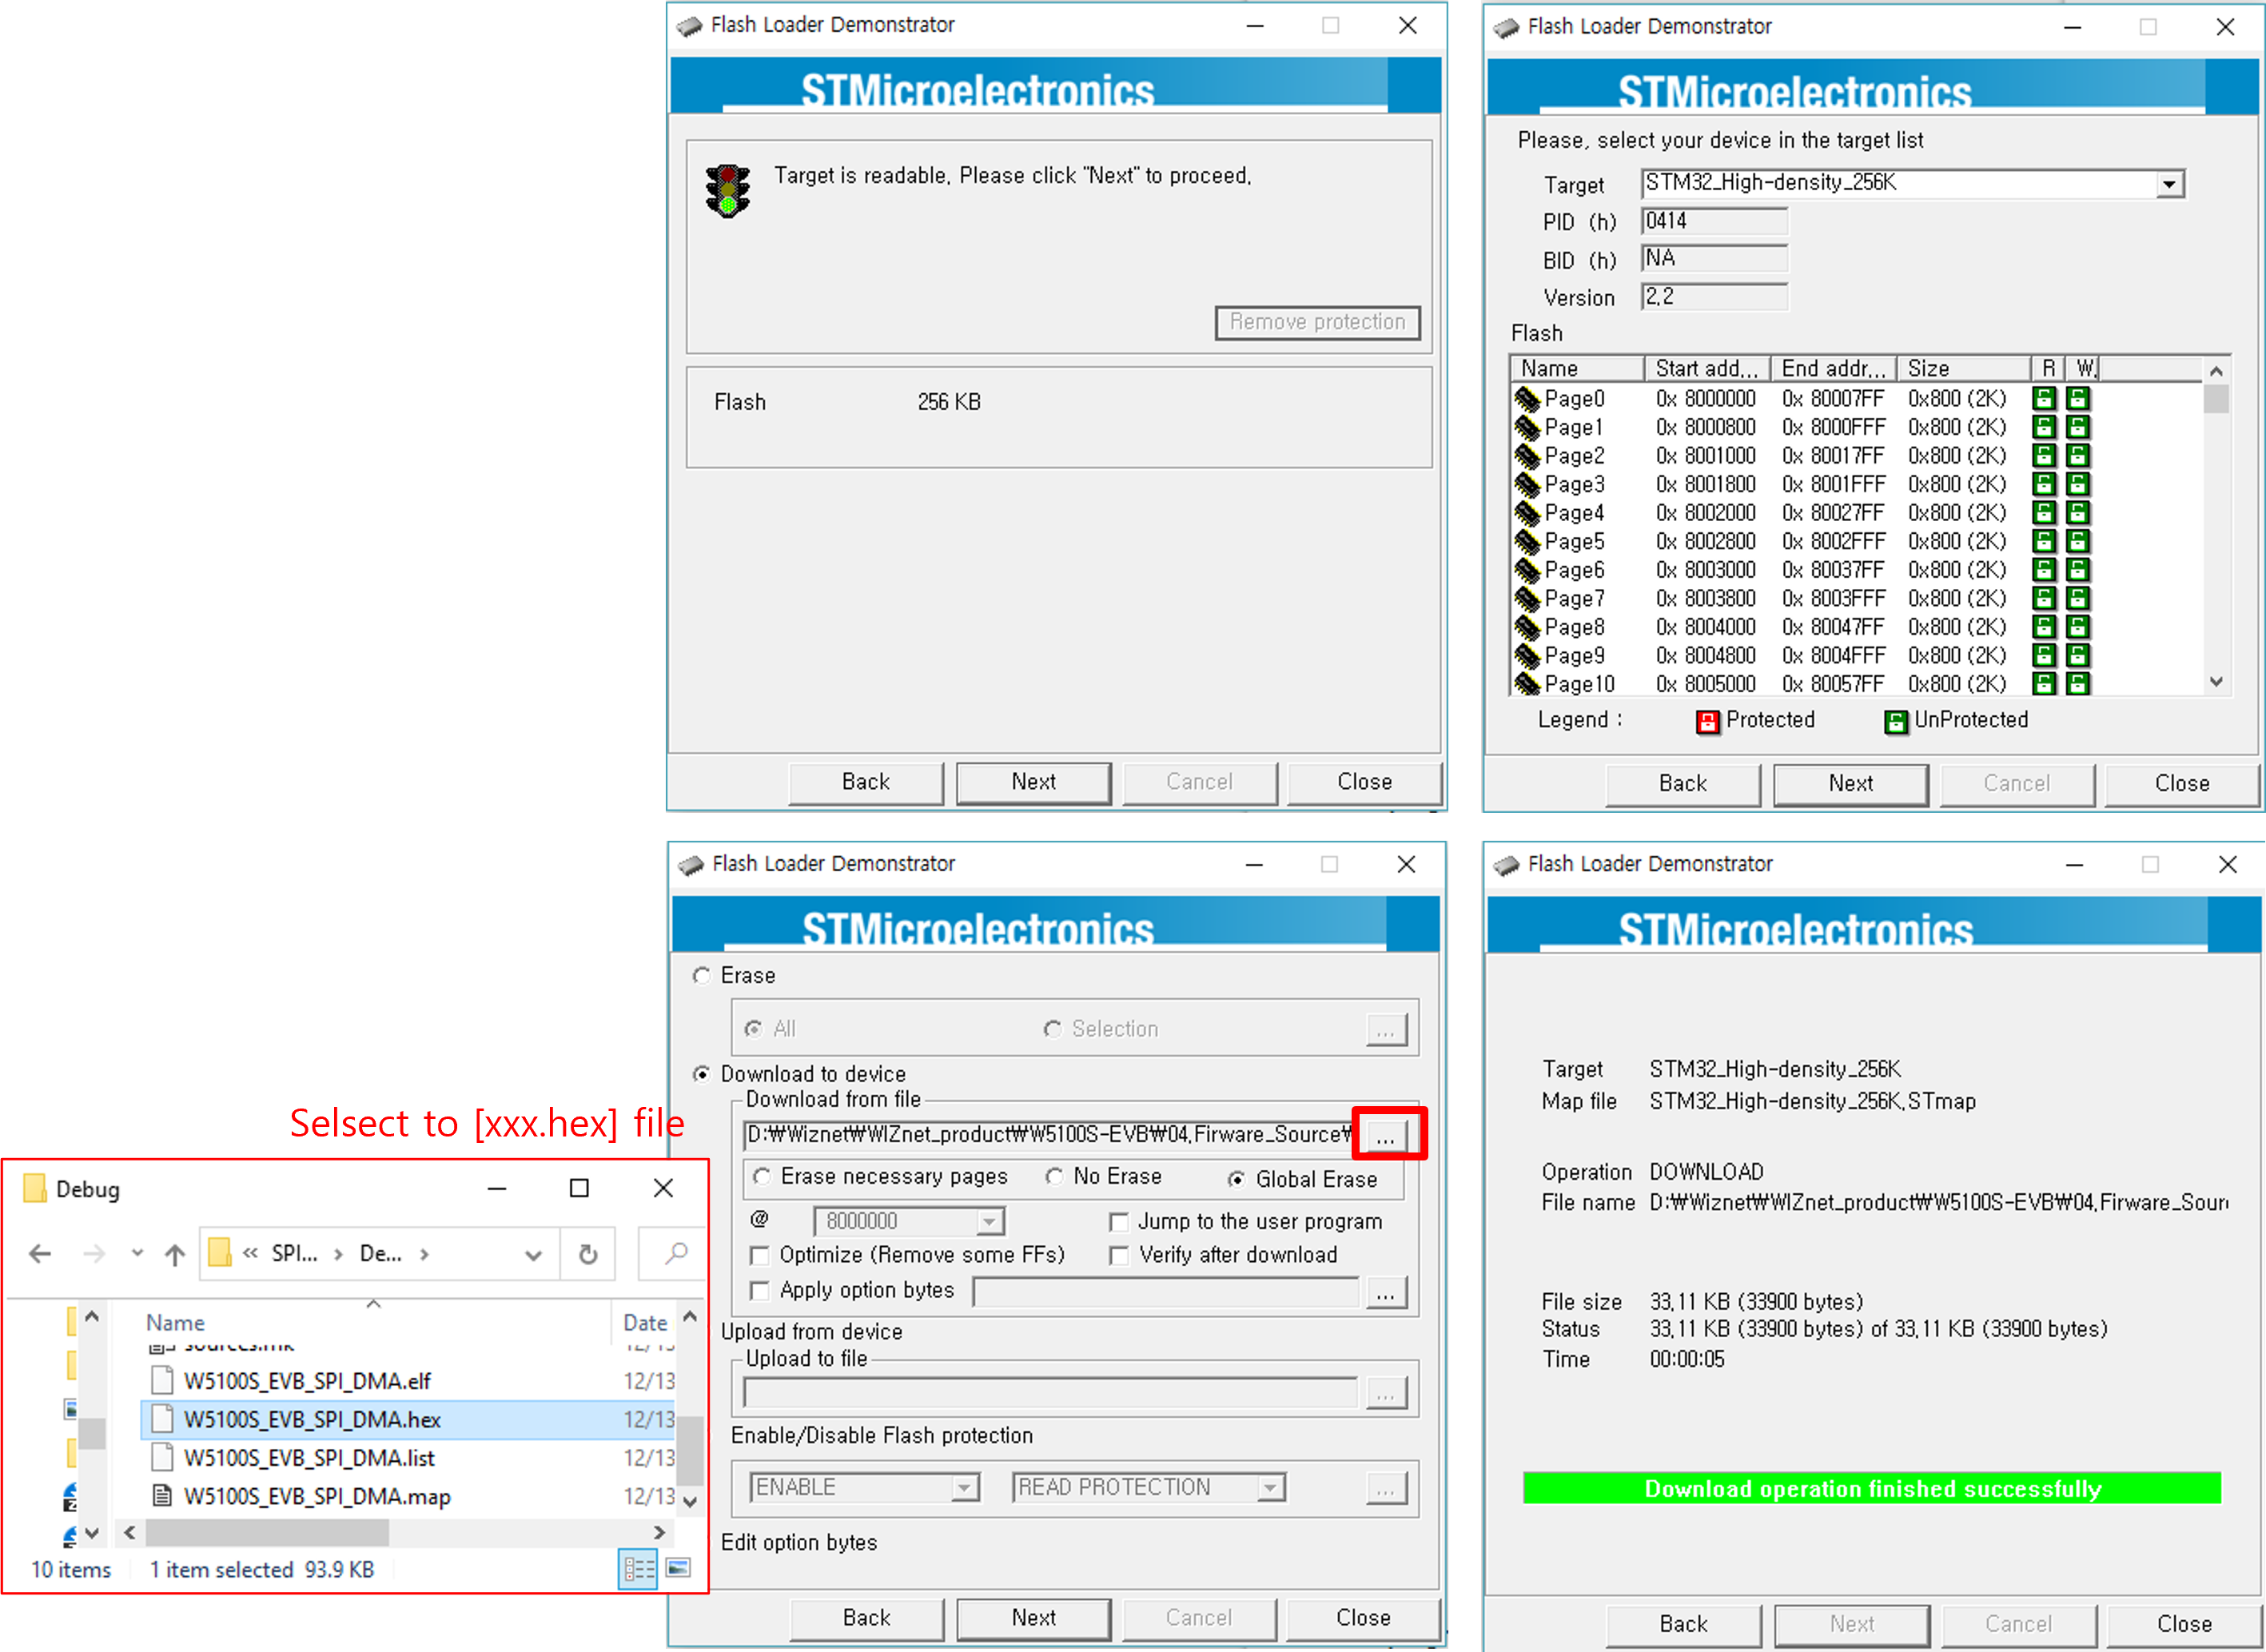 Flash Loader Demonstrator
STMicroelectronics
Target is readable, Please click "Next" to proceed,
Remove protection
Flash 256 KB
Back Next Cancel Close
Flash Loader Demonstrator
STMicroelectronics
Please, select your device in the target list
Target STM32_High-density_256K
PID (h) 0414
BID (h) NA
Version 2,2
Flash
Name Start add... End addr... Size R W.
Page0 0x 8000000 0x 80007FF 0x800 (2K)
Page1 0x 8000800 0x 8000FFF 0x800 (2K)
Page2 0x 8001000 0x 80017FF 0x800 (2K)
Page3 0x 8001800 0x 8001FFF 0x800 (2K)
Page4 0x 8002000 0x 80027FF 0x800 (2K)
Page5 0x 8002800 0x 8002FFF 0x800 (2K)
Page6 0x 8003000 0x 80037FF 0x800 (2K)
Page7 0x 8003800 0x 8003FFF 0x800 (2K)
Page8 0x 8004000 0x 80047FF 0x800 (2K)
Page9 0x 8004800 0x 8004FFF 0x800 (2K)
Page10 0x 8005000 0x 80057FF 0x800 (2K)
Legend : Protected UnProtected
Back Next Cancel Close
Selsect to [xxx.hex] file
Debug
« SPI... › De... ›
Name Date
sources.mk 12/13
W5100S_EVB_SPI_DMA.elf 12/13
W5100S_EVB_SPI_DMA.hex 12/13
W5100S_EVB_SPI_DMA.list 12/13
W5100S_EVB_SPI_DMA.map 12/13
10 items 1 item selected 93.9 KB
Flash Loader Demonstrator
STMicroelectronics
Erase
All Selection ...
Download to device
Download from file
D:₩Wiznet₩WIZnet_product₩W5100S-EVB₩04,Firware_Source₩ ...
Erase necessary pages No Erase Global Erase
@ 8000000 Jump to the user program
Optimize (Remove some FFs) Verify after download
Apply option bytes ...
Upload from device
Upload to file
...
Enable/Disable Flash protection
ENABLE READ PROTECTION ...
Edit option bytes
Back Next Cancel Close
Flash Loader Demonstrator
STMicroelectronics
Target STM32_High-density_256K
Map file STM32_High-density_256K,STmap
Operation DOWNLOAD
File name D:₩Wiznet₩WIZnet_product₩W5100S-EVB₩04,Firware_Sour
File size 33,11 KB (33900 bytes)
Status 33,11 KB (33900 bytes) of 33,11 KB (33900 bytes)
Time 00:00:05
Download operation finished successfully
Back Next Cancel Close